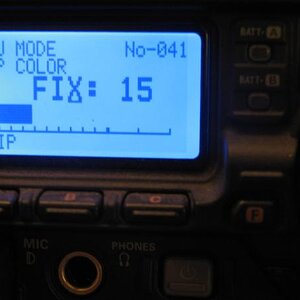 U MODE No-041
P COLOR
FIX: 15
IP
BATT-A
BATT-B
D C
F
MIC PHONES